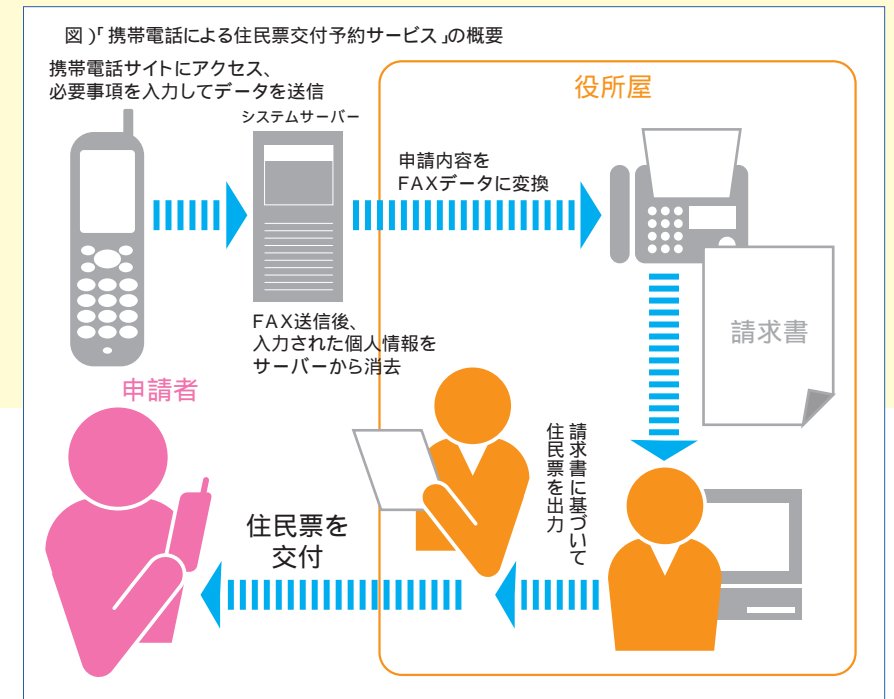 図)「携帯電話による住民票交付予約サービス」の概要
携帯電話サイトにアクセス、
必要事項を入力してデータを送信
システムサーバー
役所屋
申請内容を
FAXデータに変換
FAX送信後、
入力された個人情報を
サーバーから消去
請求書
申請者
請求書に基づいて
住民票を出力
住民票を
交付